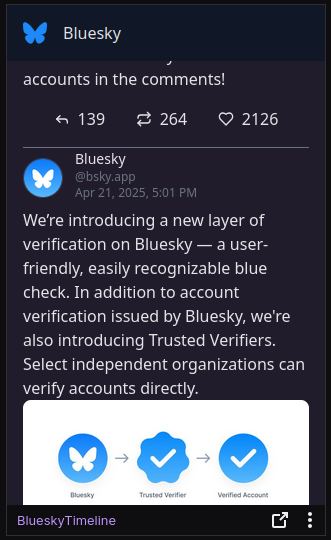 Bluesky
accounts in the comments!
139 264 2126
Bluesky
@bsky.app
Apr 21, 2025, 5:01 PM
We’re introducing a new layer of
verification on Bluesky — a user-
friendly, easily recognizable blue
check. In addition to account
verification issued by Bluesky, we're
also introducing Trusted Verifiers.
Select independent organizations can
verify accounts directly.
Bluesky Trusted Verifier Verified Account
BlueskyTimeline